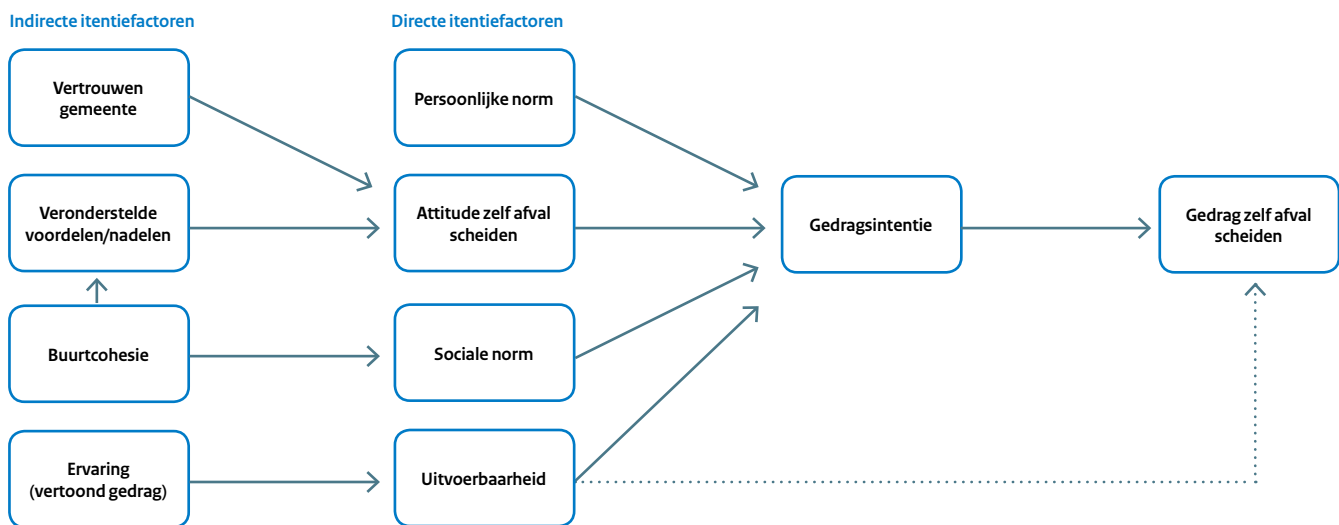 Indirecte itentiefactoren
Directe itentiefactoren
Vertrouwen
gemeente
Persoonlijke norm
Veronderstelde
voordelen/nadelen
Attitude zelf afval
scheiden
Gedragsintentie
Gedrag zelf afval
scheiden
Buurtcohesie
Sociale norm
Ervaring
(vertoond gedrag)
Uitvoerbaarheid